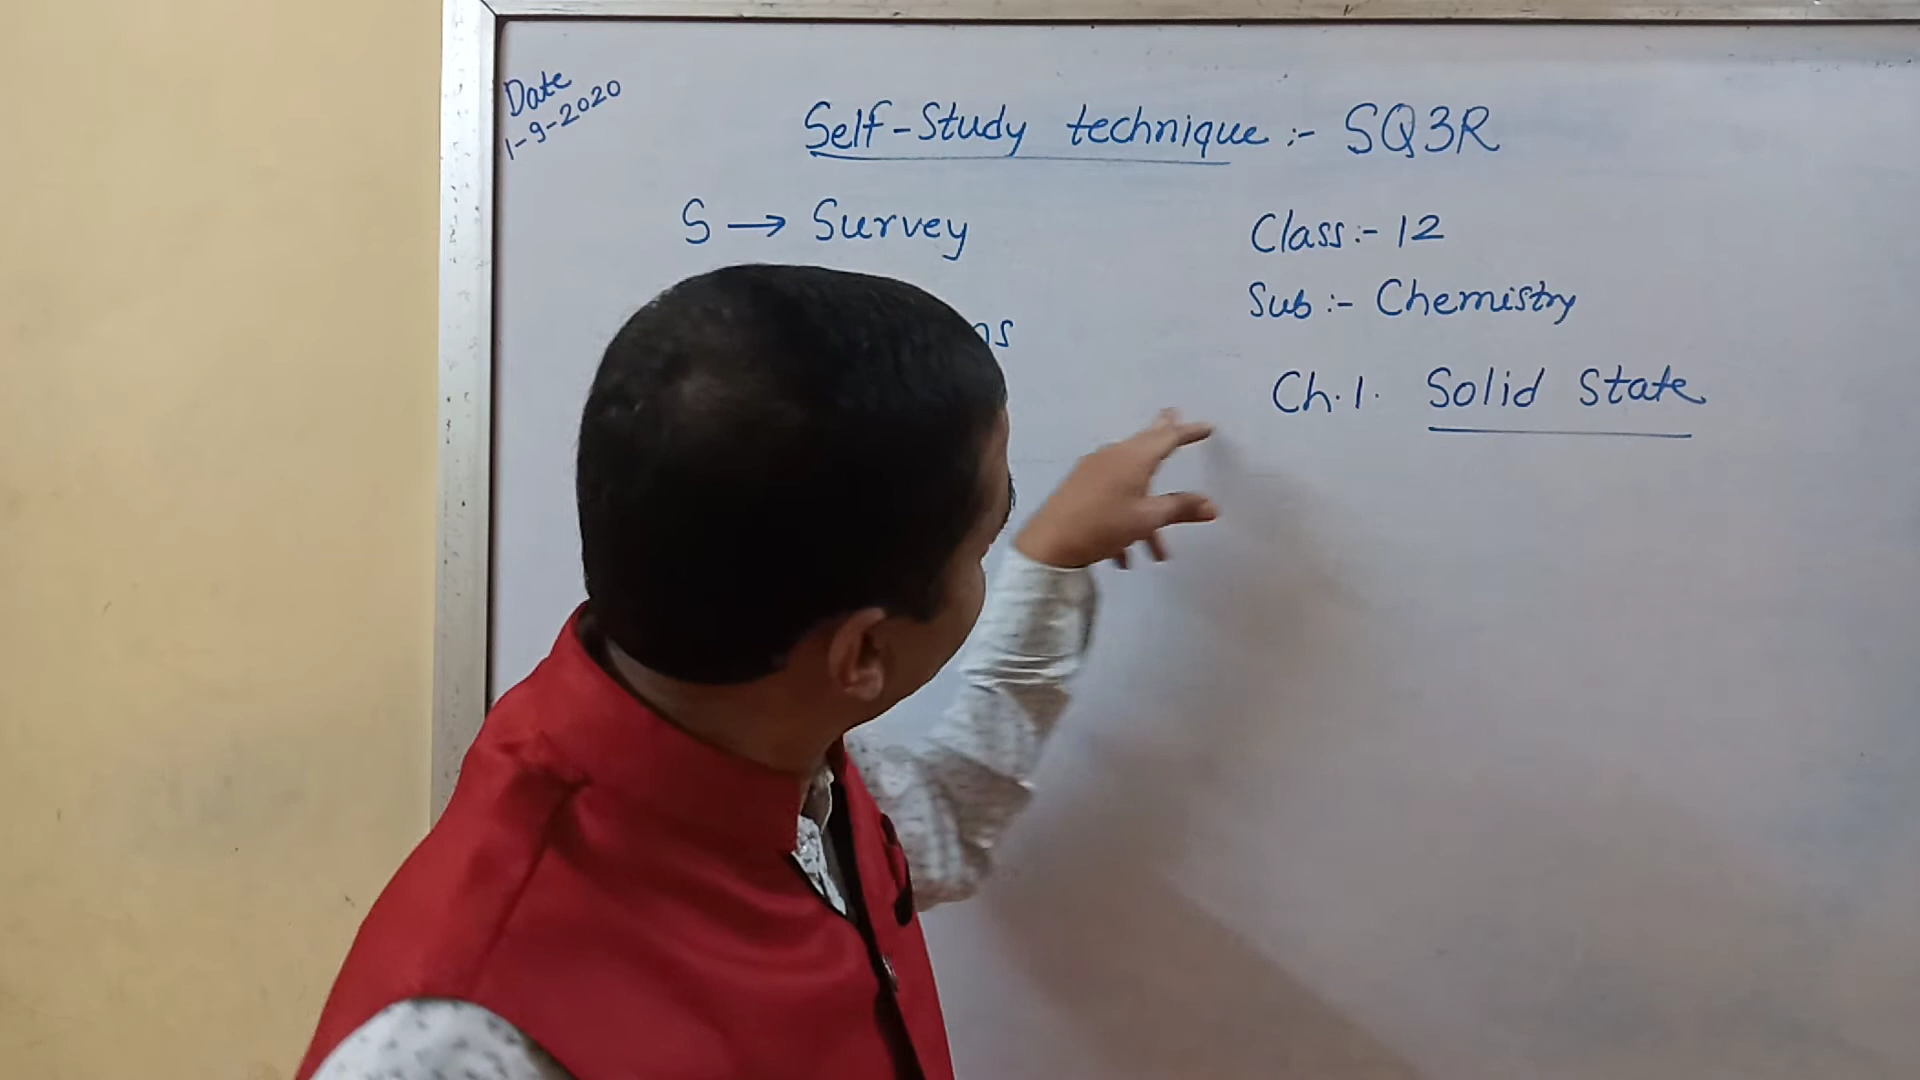 Date
1-9-2020
Self-Study technique :- SQ3R
S → Survey
Class :- 12
Sub :- Chemistry
Ch. 1. Solid State